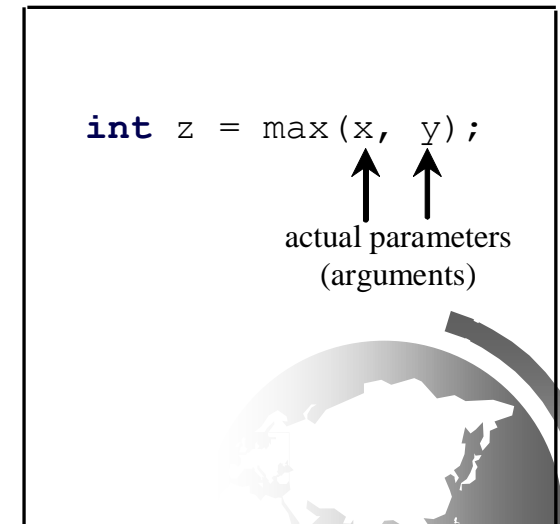 int z = max(x, y);
actual parameters
(arguments)